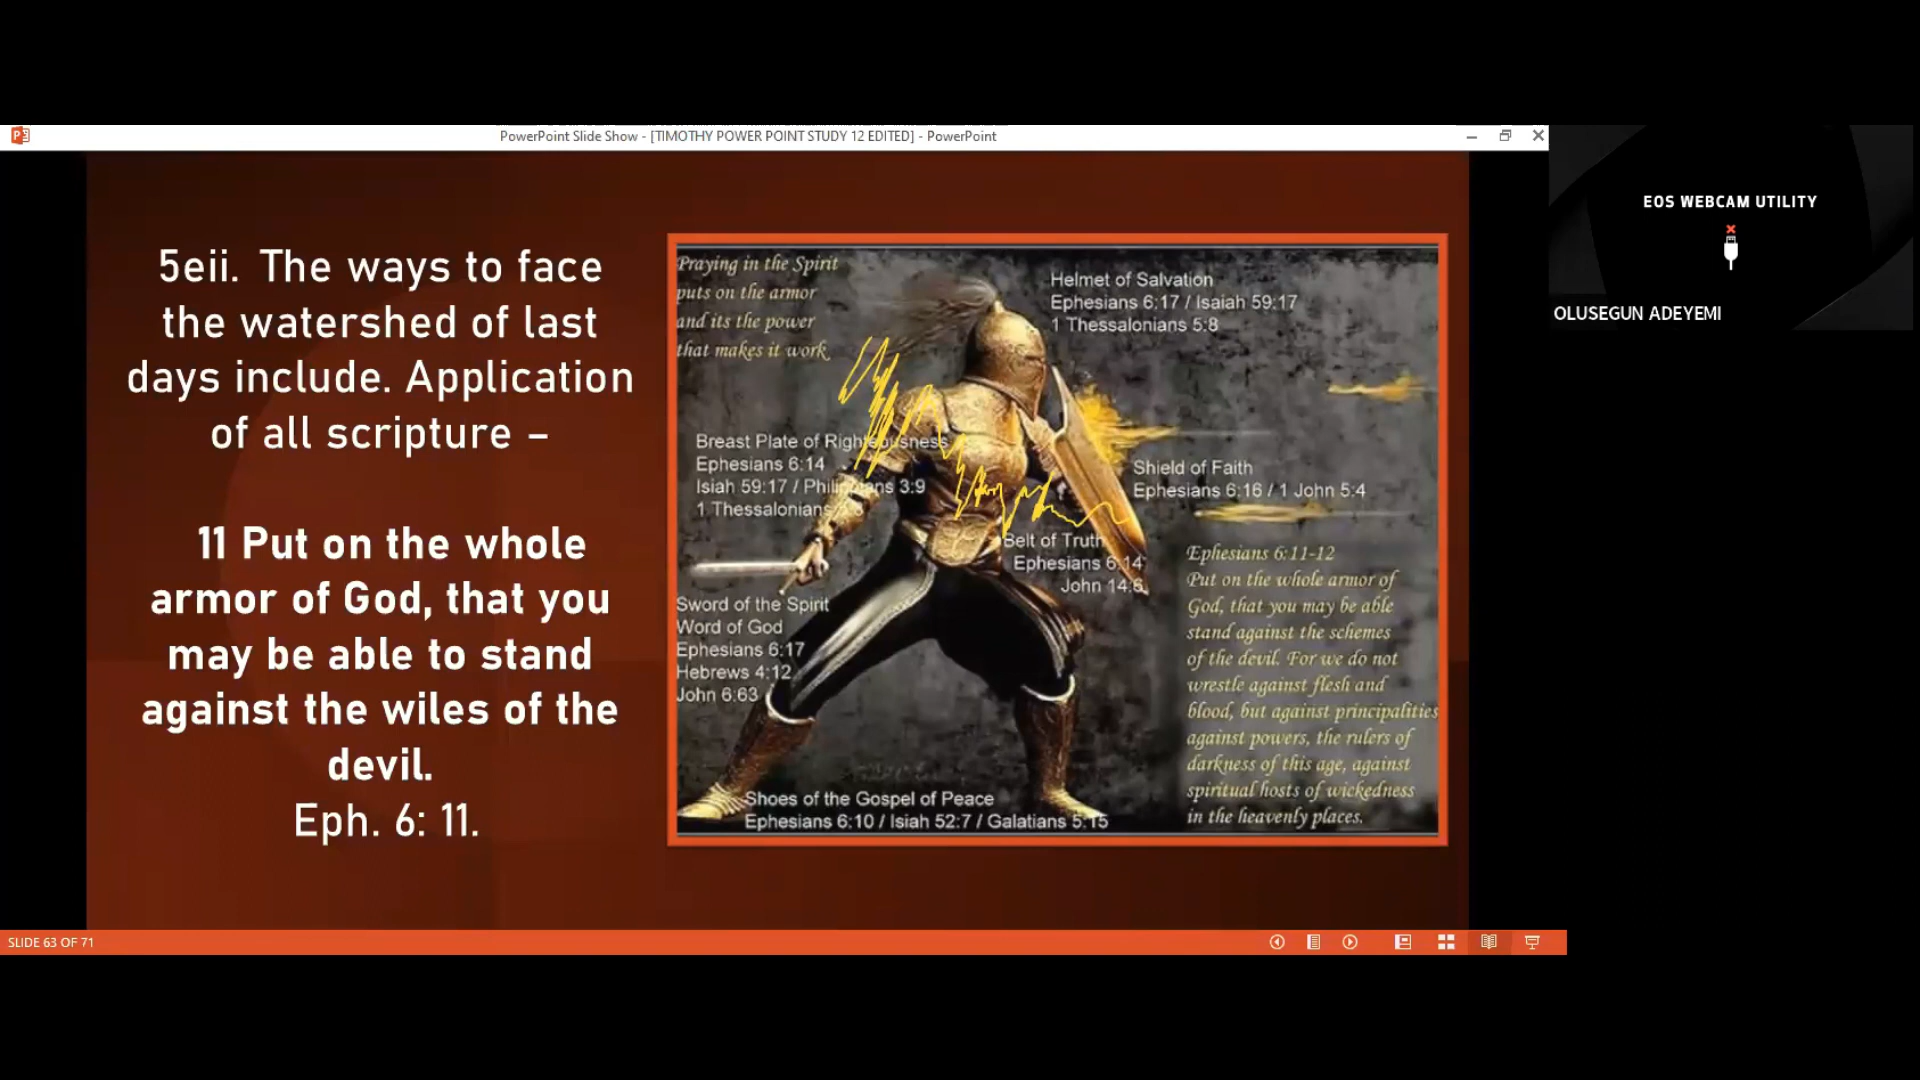 PowerPoint Slide Show - [TIMOTHY POWER POINT STUDY 12 EDITED] - PowerPoint
5eii. The ways to face
the watershed of last
days include. Application
of all scripture –
11 Put on the whole
armor of God, that you
may be able to stand
against the wiles of the
devil.
Eph. 6: 11.
Praying in the Spirit
puts on the armor
and its the power
that makes it work.
Helmet of Salvation
Ephesians 6:17 / Isaiah 59:17
1 Thessalonians 5:8
Breast Plate of Righteousness
Ephesians 6:14
Isiah 59:17 / Philippians 3:9
1 Thessalonians 5:8
Shield of Faith
Ephesians 6:16 / 1 John 5:4
Belt of Truth
Ephesians 6:14
John 14:6
Sword of the Spirit
Word of God
Ephesians 6:17
Hebrews 4:12
John 6:63
Shoes of the Gospel of Peace
Ephesians 6:10 / Isiah 52:7 / Galatians 5:15
Ephesians 6:11-12
Put on the whole armor of
God, that you may be able
stand against the schemes
of the devil. For we do not
wrestle against flesh and
blood, but against principalities
against powers, the rulers of
darkness of this age, against
spiritual hosts of wickedness
in the heavenly places.
EOS WEBCAM UTILITY
OLUSEGUN ADEYEMI
SLIDE 63 OF 71